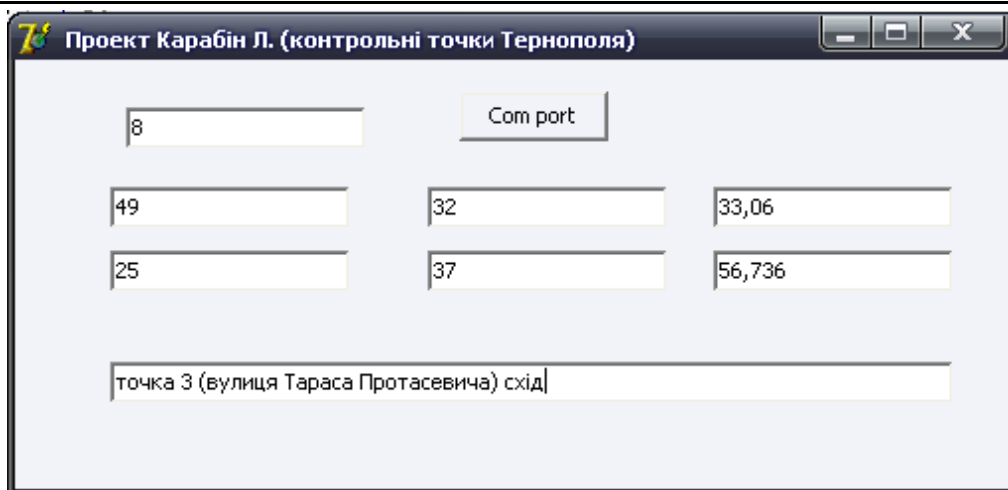 Проект Карабін Л. (контрольні точки Тернополя)
8
Com port
49 32 33,06
25 37 56,736
точка 3 (вулиця Тараса Протасевича) схід